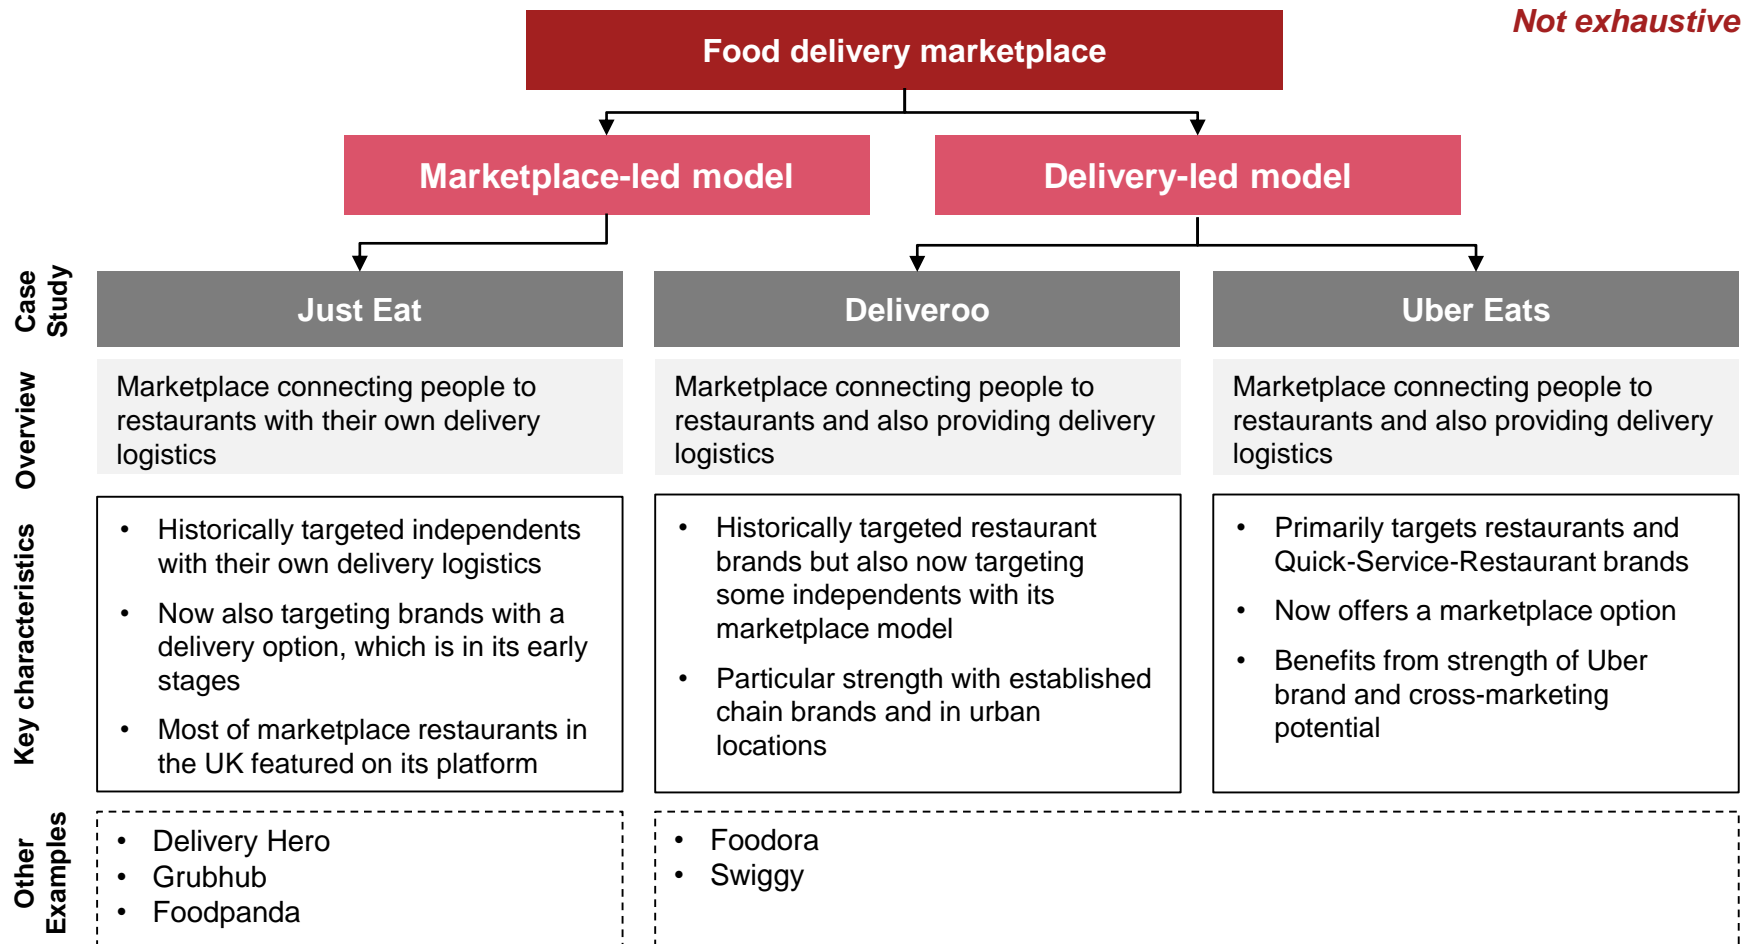 Not exhaustive
Food delivery marketplace
Marketplace-led model
Delivery-led model
Case
Study
Just Eat
Deliveroo
Uber Eats
Overview
Marketplace connecting people to
restaurants with their own delivery
logistics
Marketplace connecting people to
restaurants and also providing delivery
logistics
Marketplace connecting people to
restaurants and also providing delivery
logistics
Key characteristics
• Historically targeted independents
with their own delivery logistics
• Now also targeting brands with a
delivery option, which is in its early
stages
• Most of marketplace restaurants in
the UK featured on its platform
• Historically targeted restaurant
brands but also now targeting
some independents with its
marketplace model
• Particular strength with established
chain brands and in urban
locations
• Primarily targets restaurants and
Quick-Service-Restaurant brands
• Now offers a marketplace option
• Benefits from strength of Uber
brand and cross-marketing
potential
Other
Examples
• Delivery Hero
• Grubhub
• Foodpanda
• Foodora
• Swiggy